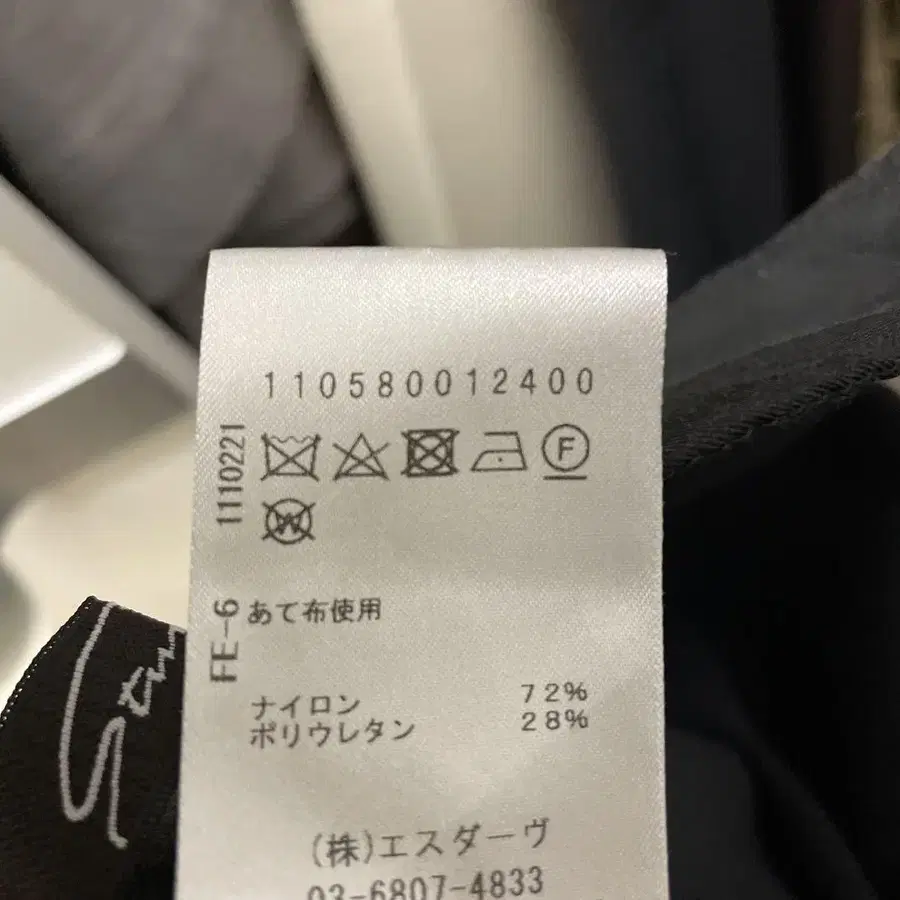 110580012400
1110221
F
W
FE-6
あて布使用
ナイロン 72%
ポリウレタン 28%
(株)エスダーヴ
03-6807-4833